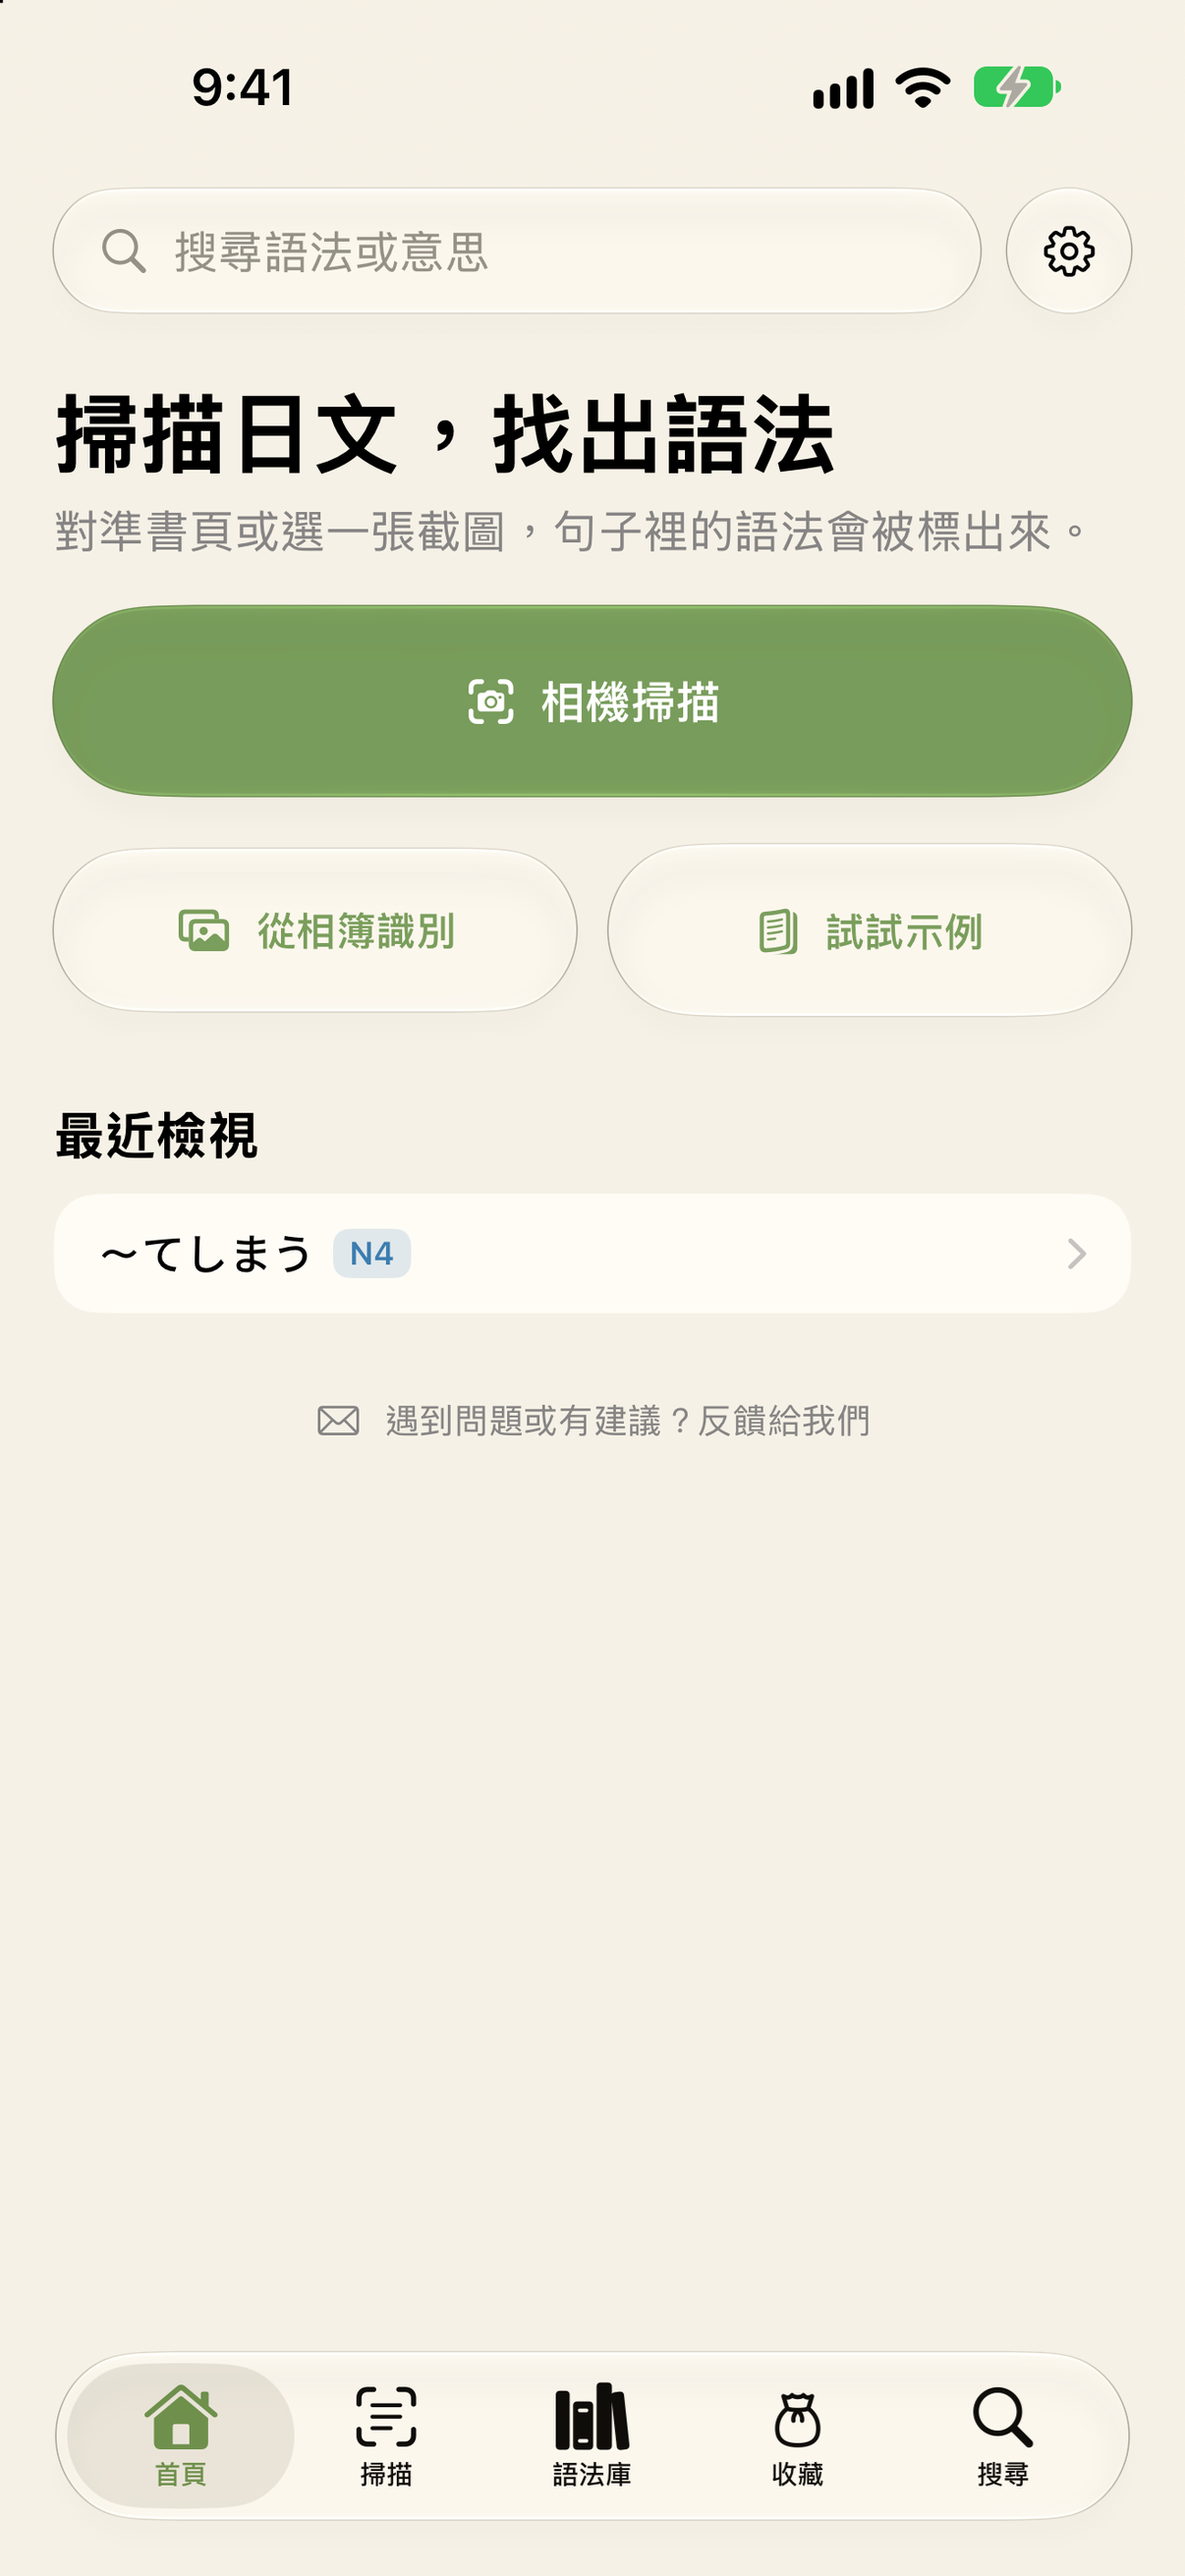 9:41
搜尋語法或意思
掃描日文，找出語法
對準書頁或選一張截圖，句子裡的語法會被標出來。
相機掃描
從相簿識別
試試示例
最近檢視
～てしまう N4
遇到問題或有建議？反饋給我們
首頁
掃描
語法庫
收藏
搜尋